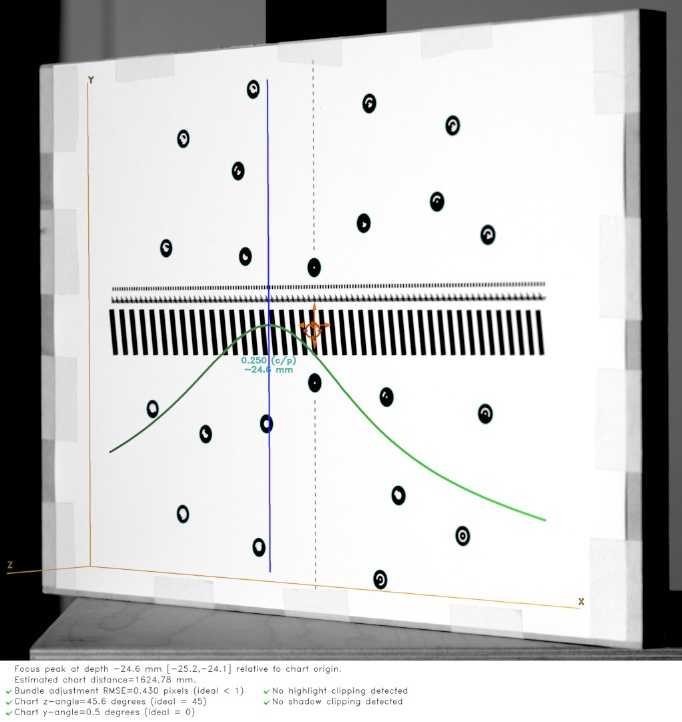 Y
0.250 (c/p)
-24.6 mm
Z
X
Focus peak at depth -24.6 mm [-25.2,-24.1] relative to chart origin.
Estimated chart distance=1624.78 mm.
Bundle adjustment RMSE=0.430 pixels (ideal < 1)
No highlight clipping detected
Chart z-angle=45.6 degrees (ideal = 45)
No shadow clipping detected
Chart y-angle=0.5 degrees (ideal = 0)